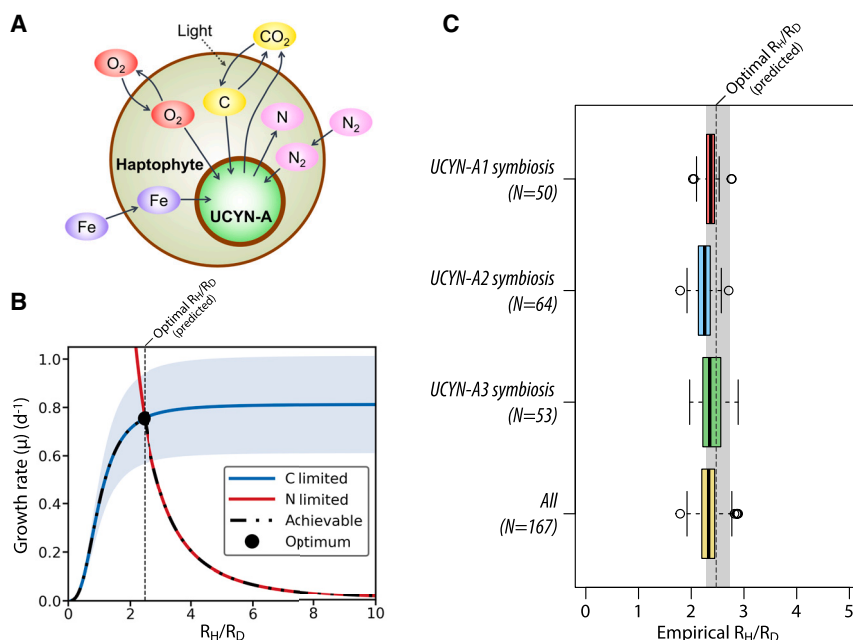 A
Light
CO2
O2
O2
C
N
N2
N2
Haptophyte
Fe
Fe
UCYN-A
B
Optimal RH/RD
(predicted)
Growth rate (μ) (d-1)
1.0
0.8
0.6
0.4
0.2
0.0
C limited
N limited
Achievable
Optimum
0
2
4
6
8
10
RH/RD
C
Optimal RH/RD
(predicted)
UCYN-A1 symbiosis
(N=50)
UCYN-A2 symbiosis
(N=64)
UCYN-A3 symbiosis
(N=53)
All
(N=167)
0
1
2
3
4
5
Empirical RH/RD